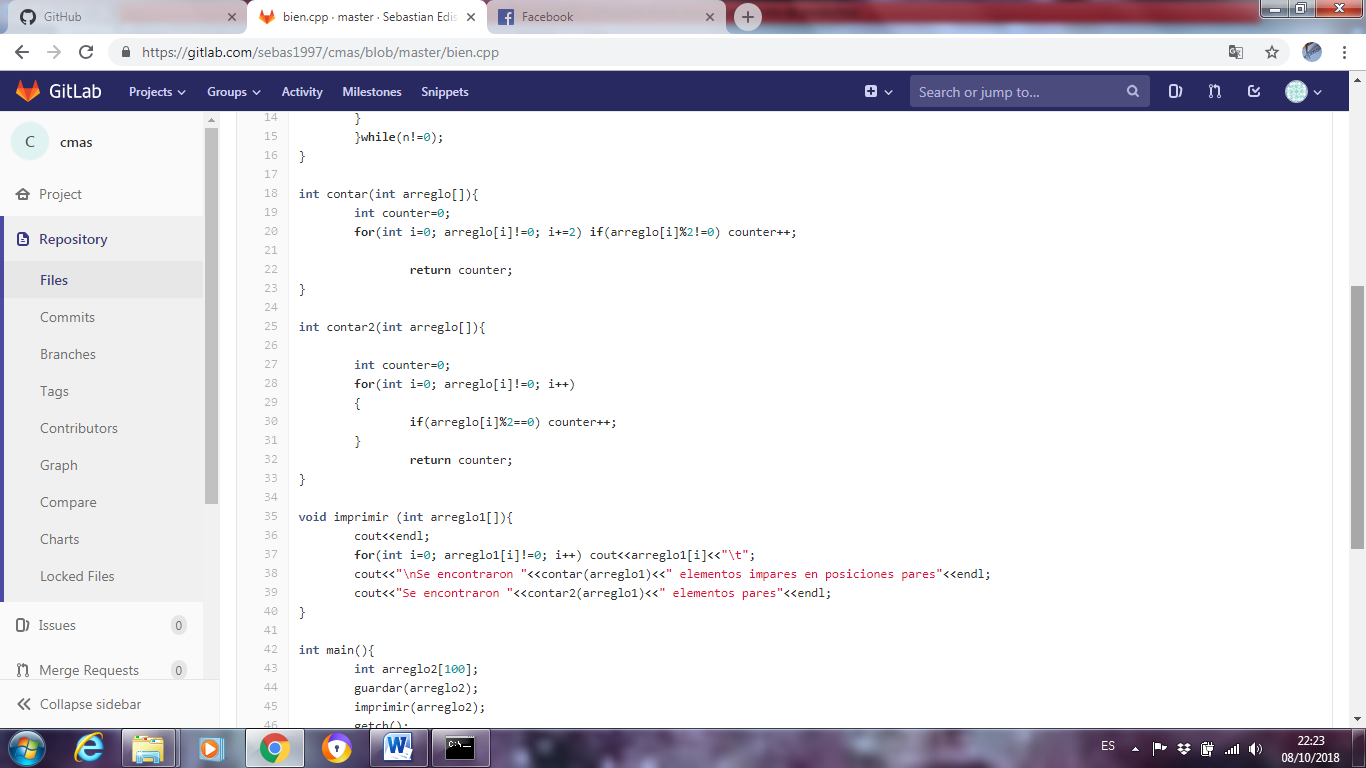 GitHub
bien.cpp · master · Sebastian Edis
Facebook
https://gitlab.com/sebas1997/cmas/blob/master/bien.cpp
GitLab
Projects
Groups
Activity
Milestones
Snippets
Search or jump to...
C
cmas
Project
Repository
Files
Commits
Branches
Tags
Contributors
Graph
Compare
Charts
Locked Files
Issues 0
Merge Requests 0
Collapse sidebar
14 }
15 }while(n!=0);
16 }
17
18 int contar(int arreglo[]){
19 int counter=0;
20 for(int i=0; arreglo[i]!=0; i+=2) if(arreglo[i]%2!=0) counter++;
21
22 return counter;
23 }
24
25 int contar2(int arreglo[]){
26
27 int counter=0;
28 for(int i=0; arreglo[i]!=0; i++)
29 {
30 if(arreglo[i]%2==0) counter++;
31 }
32 return counter;
33 }
34
35 void imprimir (int arreglo1[]){
36 cout<<endl;
37 for(int i=0; arreglo1[i]!=0; i++) cout<<arreglo1[i]<<"\t";
38 cout<<"\nSe encontraron "<<contar(arreglo1)<<" elementos impares en posiciones pares"<<endl;
39 cout<<"Se encontraron "<<contar2(arreglo1)<<" elementos pares"<<endl;
40 }
41
42 int main(){
43 int arreglo2[100];
44 guardar(arreglo2);
45 imprimir(arreglo2);
46 getch();
ES
22:23
08/10/2018